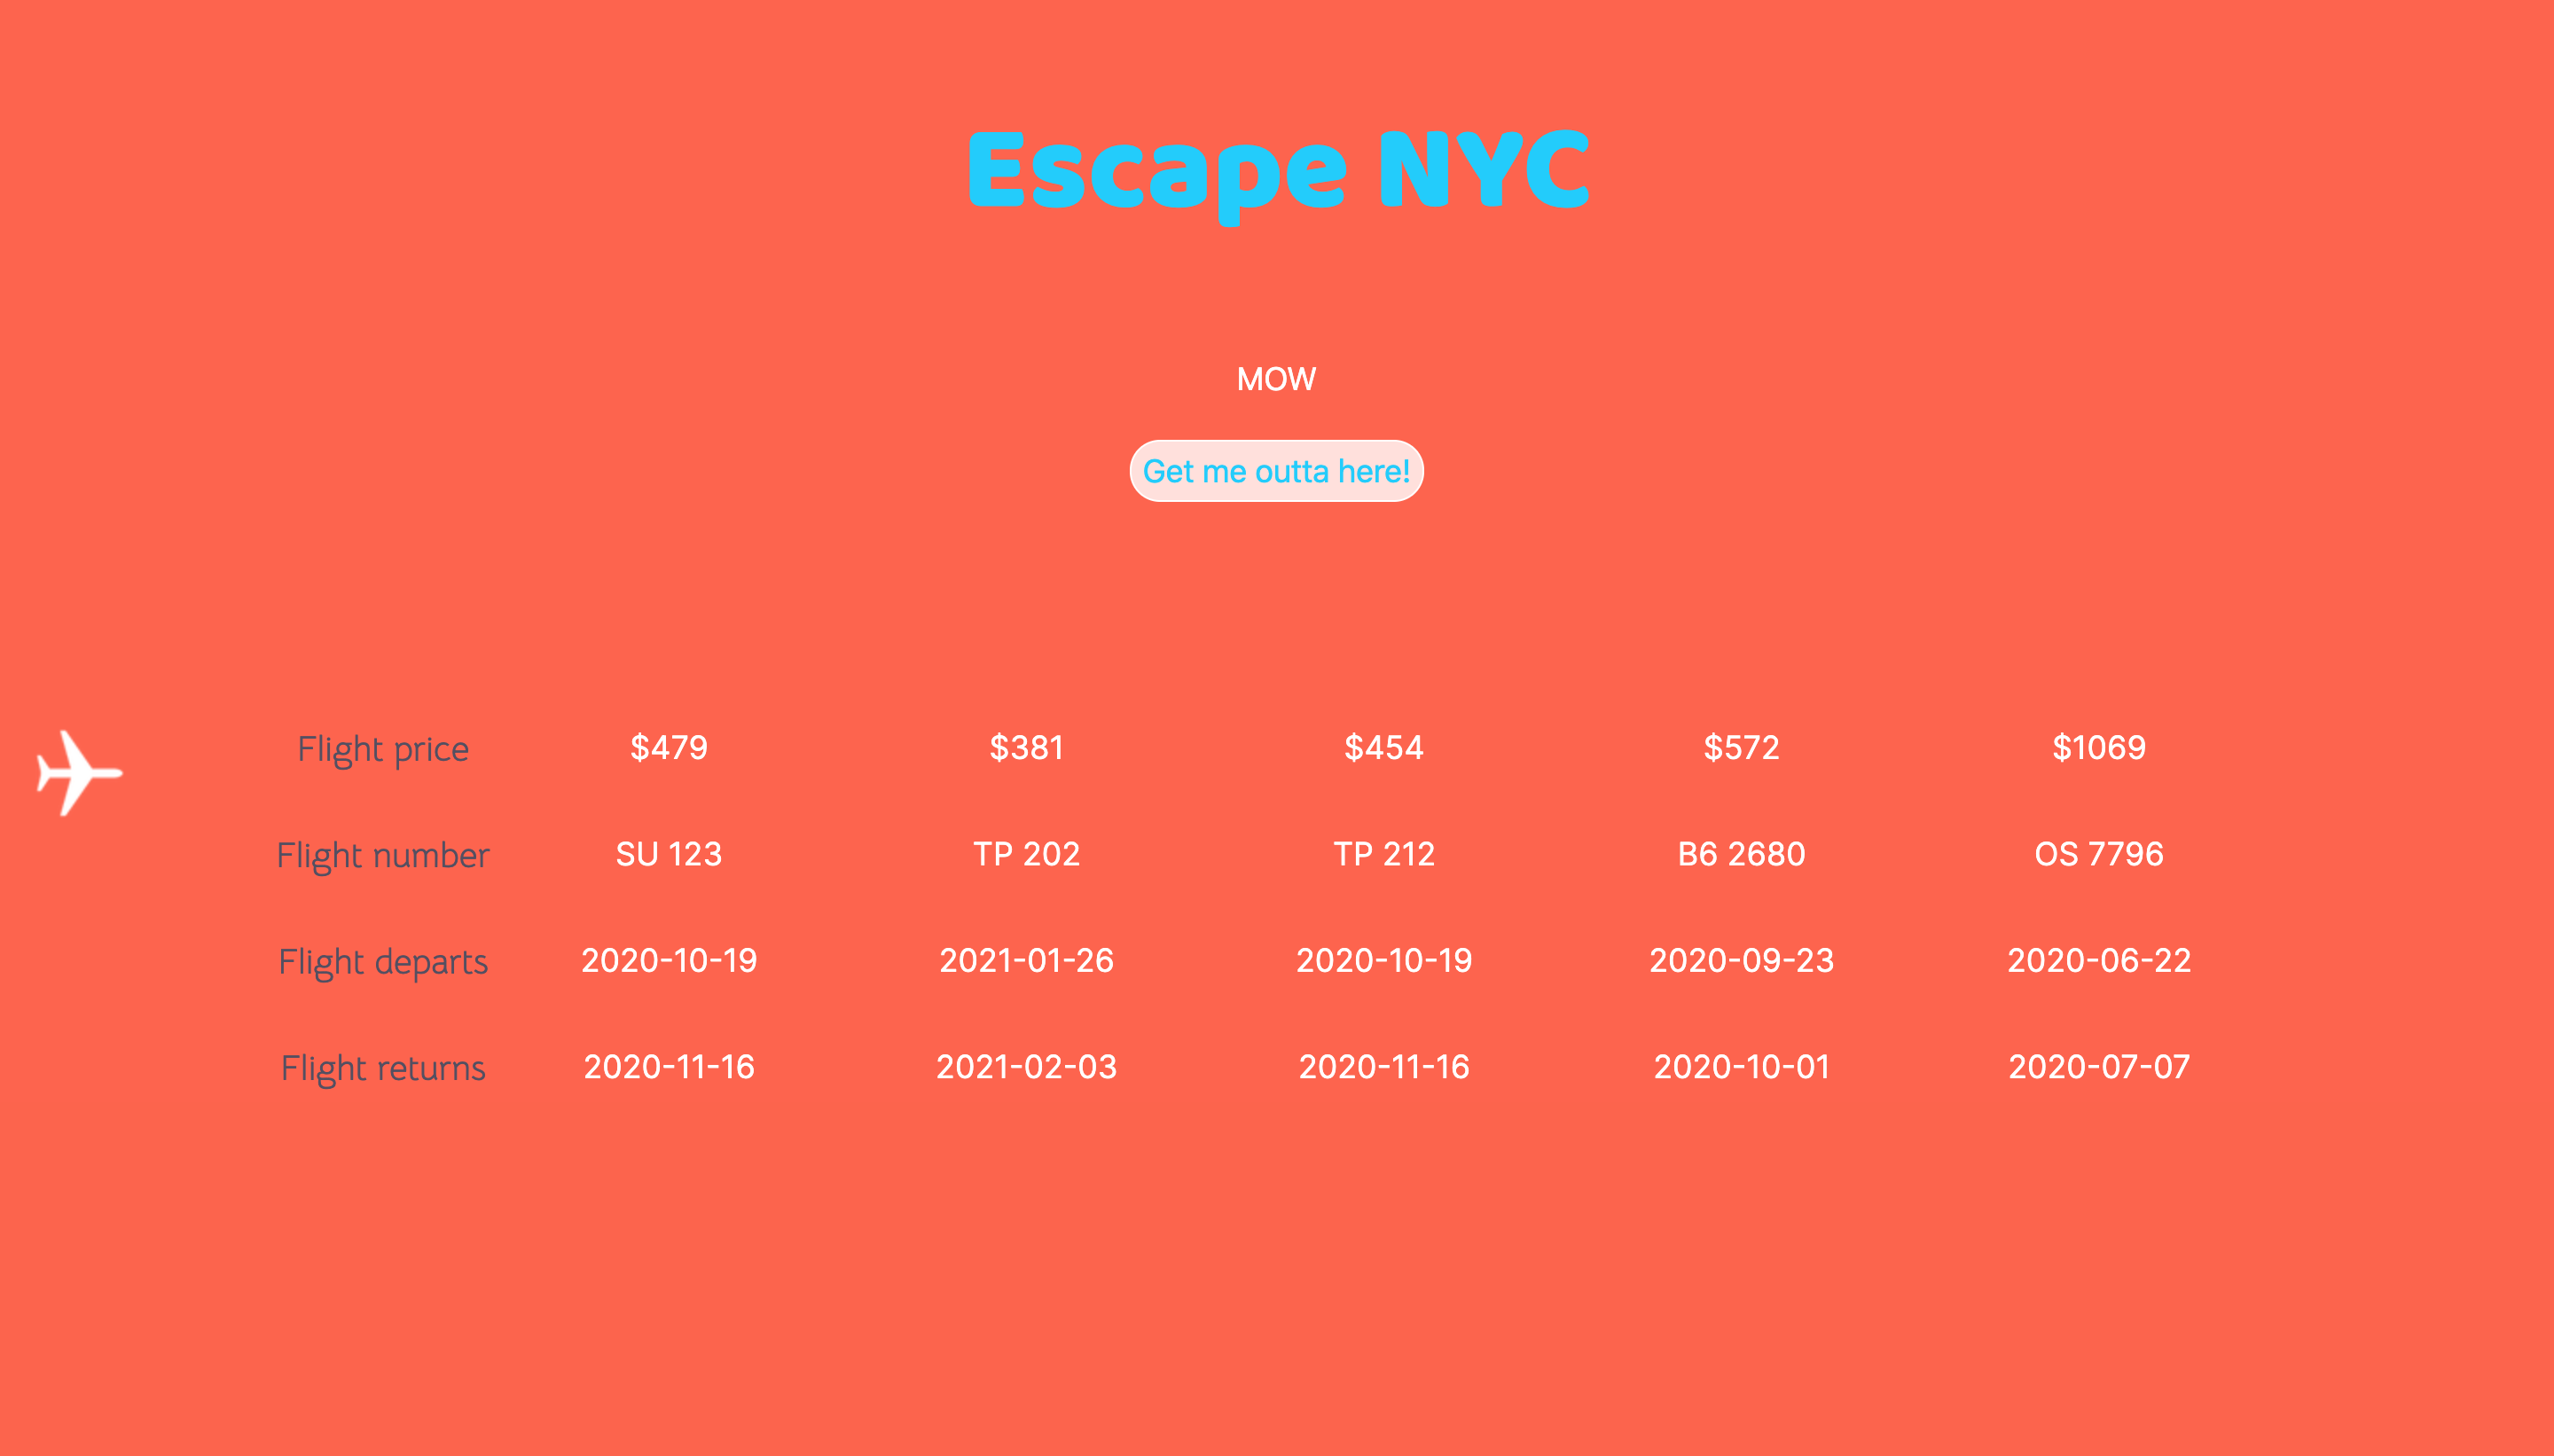 Escape NYC
MOW
Get me outta here!
Flight price $479 $381 $454 $572 $1069
Flight number SU 123 TP 202 TP 212 B6 2680 OS 7796
Flight departs 2020-10-19 2021-01-26 2020-10-19 2020-09-23 2020-06-22
Flight returns 2020-11-16 2021-02-03 2020-11-16 2020-10-01 2020-07-07